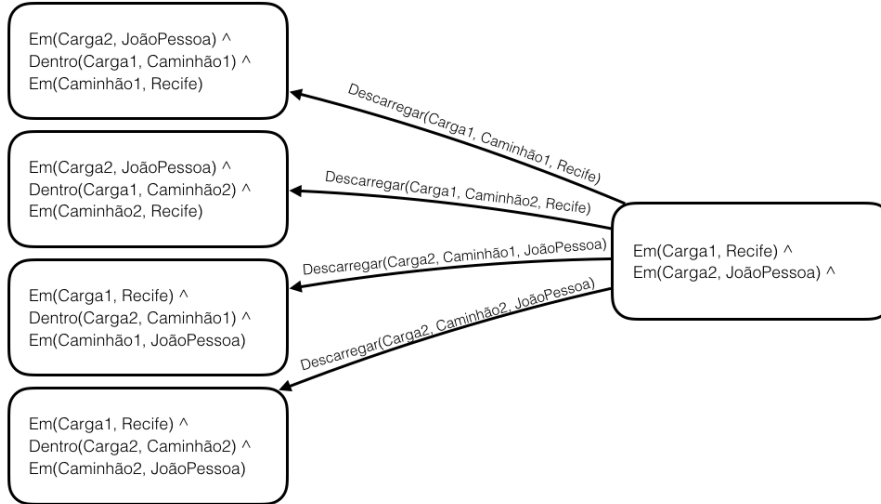 Em(Carga2, JoãoPessoa) ^
Dentro(Carga1, Caminhão1) ^
Em(Caminhão1, Recife)
Descarregar(Carga1, Caminhão1, Recife)
Em(Carga2, JoãoPessoa) ^
Dentro(Carga1, Caminhão2) ^
Em(Caminhão2, Recife)
Descarregar(Carga1, Caminhão2, Recife)
Em(Carga1, Recife) ^
Dentro(Carga2, Caminhão1) ^
Em(Caminhão1, JoãoPessoa)
Descarregar(Carga2, Caminhão1, JoãoPessoa)
Em(Carga1, Recife) ^
Dentro(Carga2, Caminhão2) ^
Em(Caminhão2, JoãoPessoa)
Descarregar(Carga2, Caminhão2, JoãoPessoa)
Em(Carga1, Recife) ^
Em(Carga2, JoãoPessoa) ^